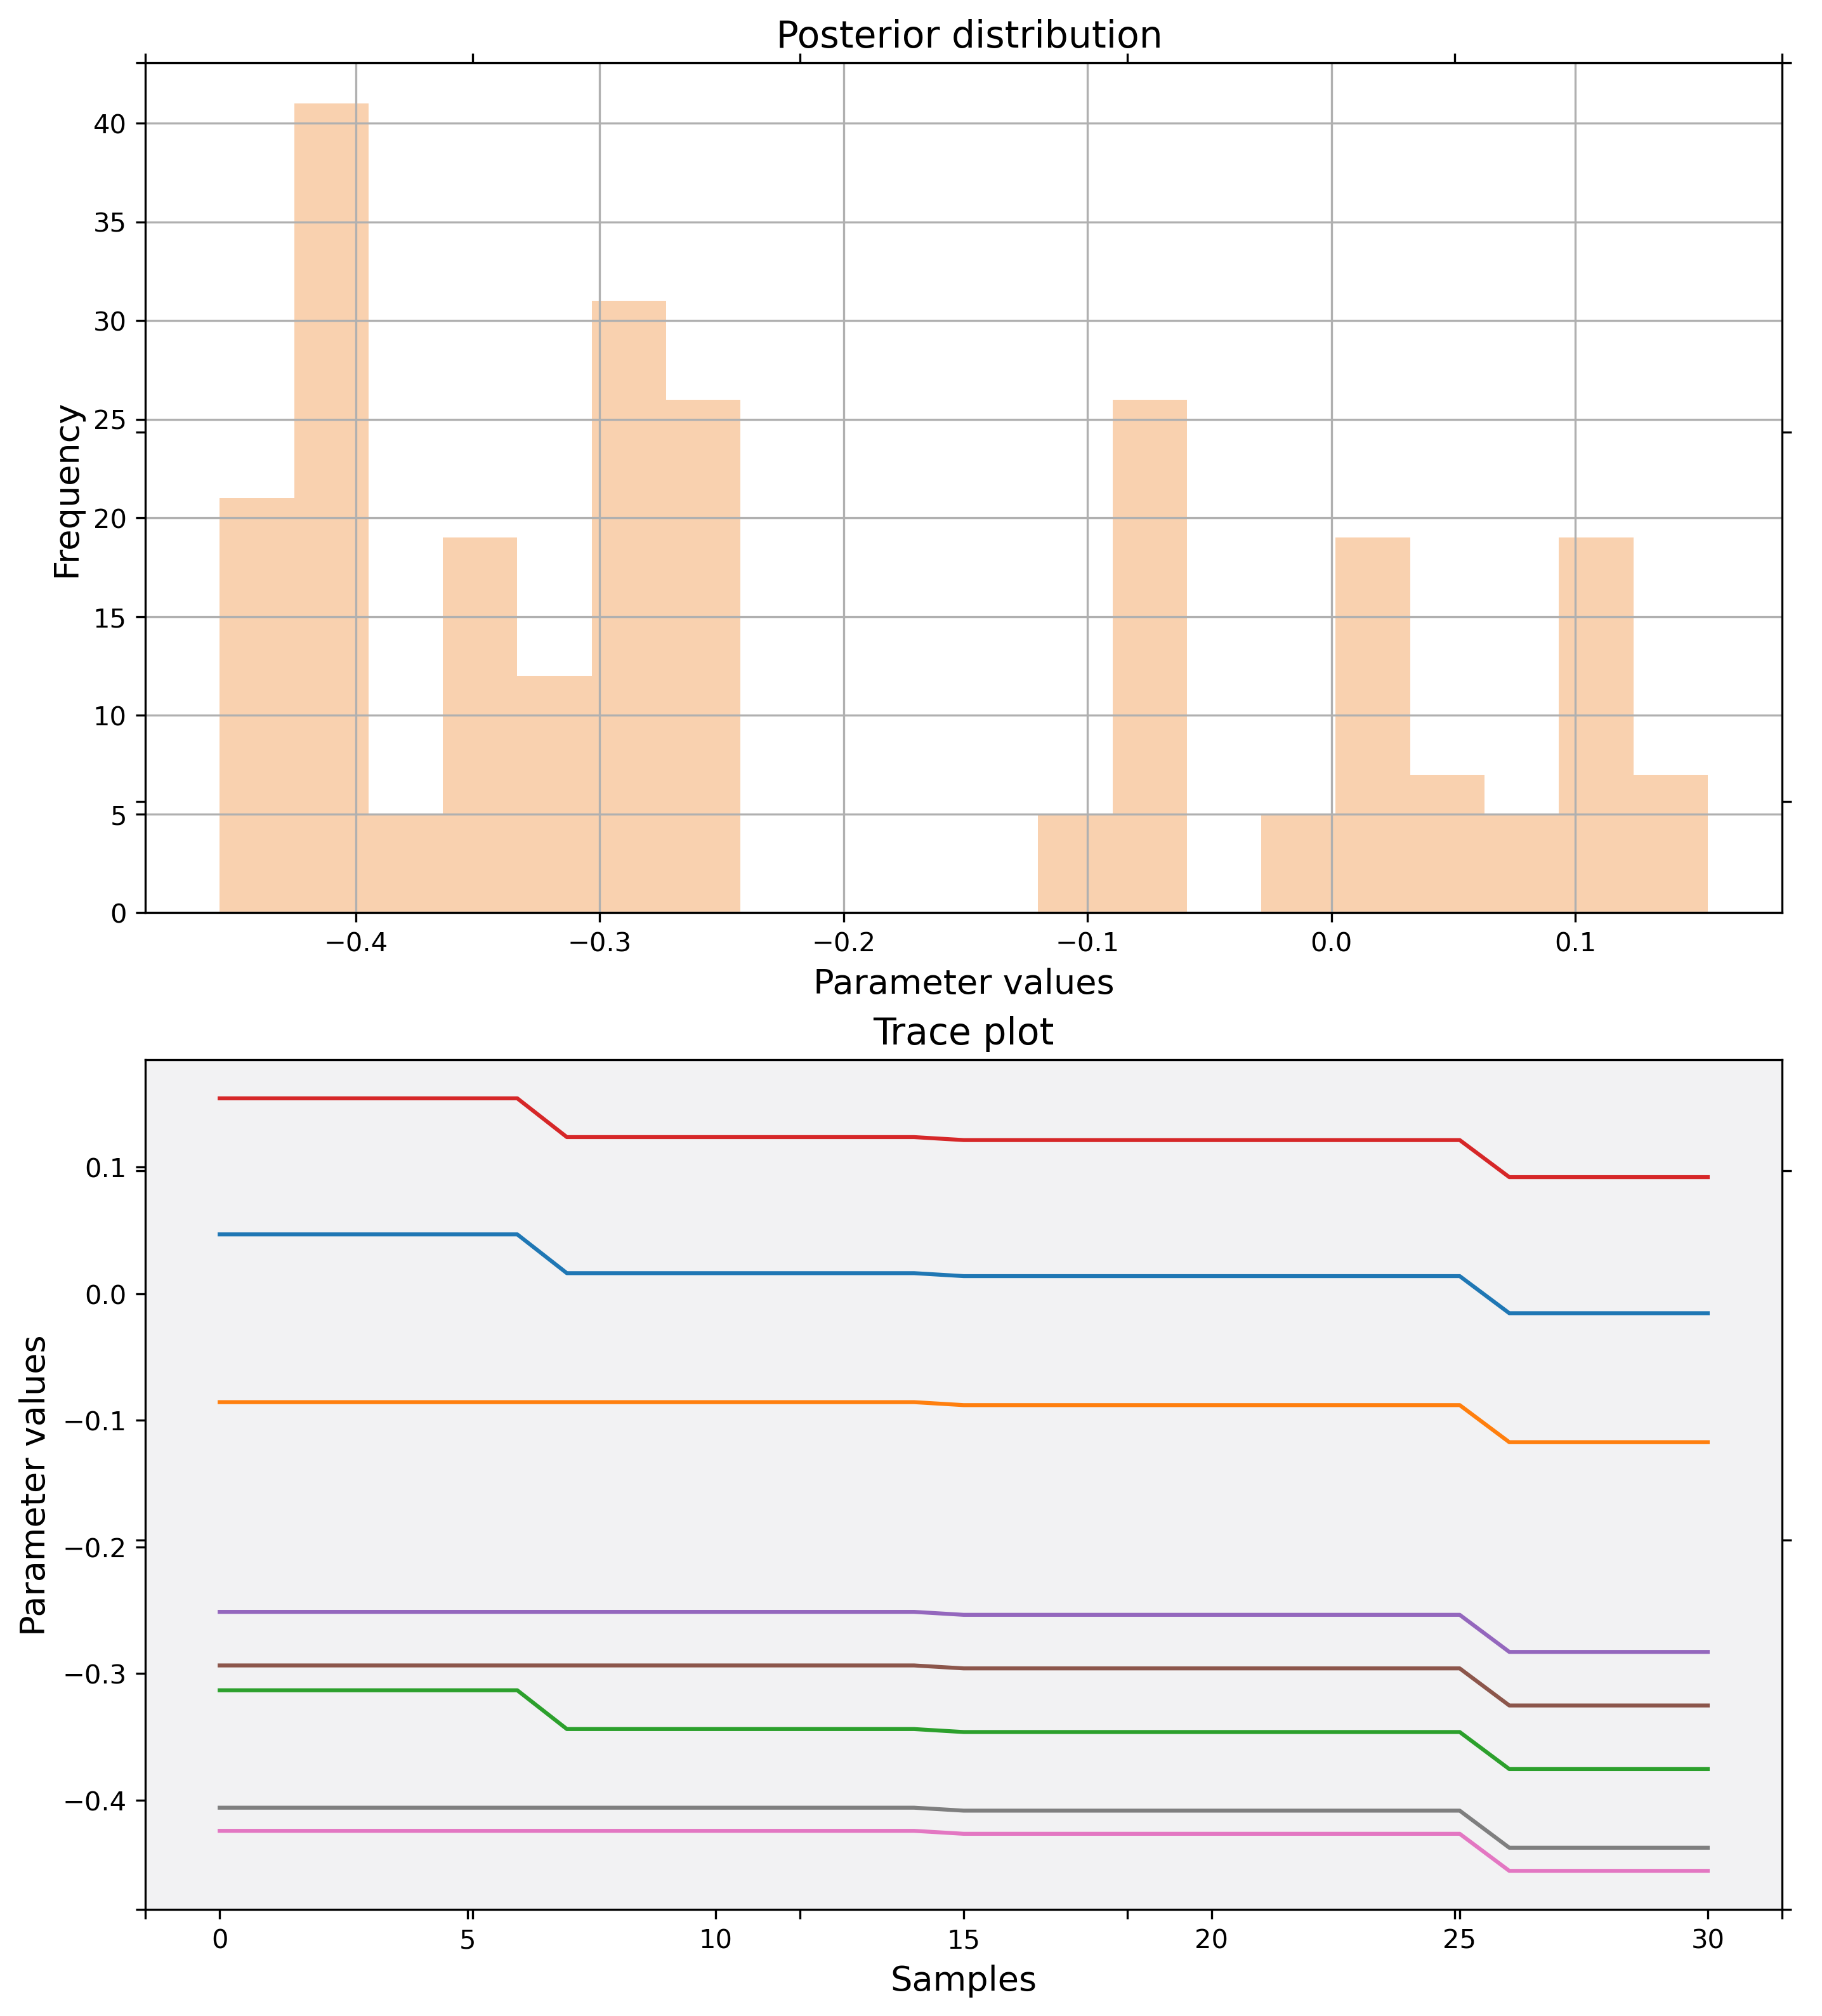 Posterior distribution
40
35
30
25
20
15
10
5
0
Frequency
−0.4 −0.3 −0.2 −0.1 0.0 0.1
Parameter values
Trace plot
0.1
0.0
−0.1
−0.2
−0.3
−0.4
Parameter values
0 5 10 15 20 25 30
Samples